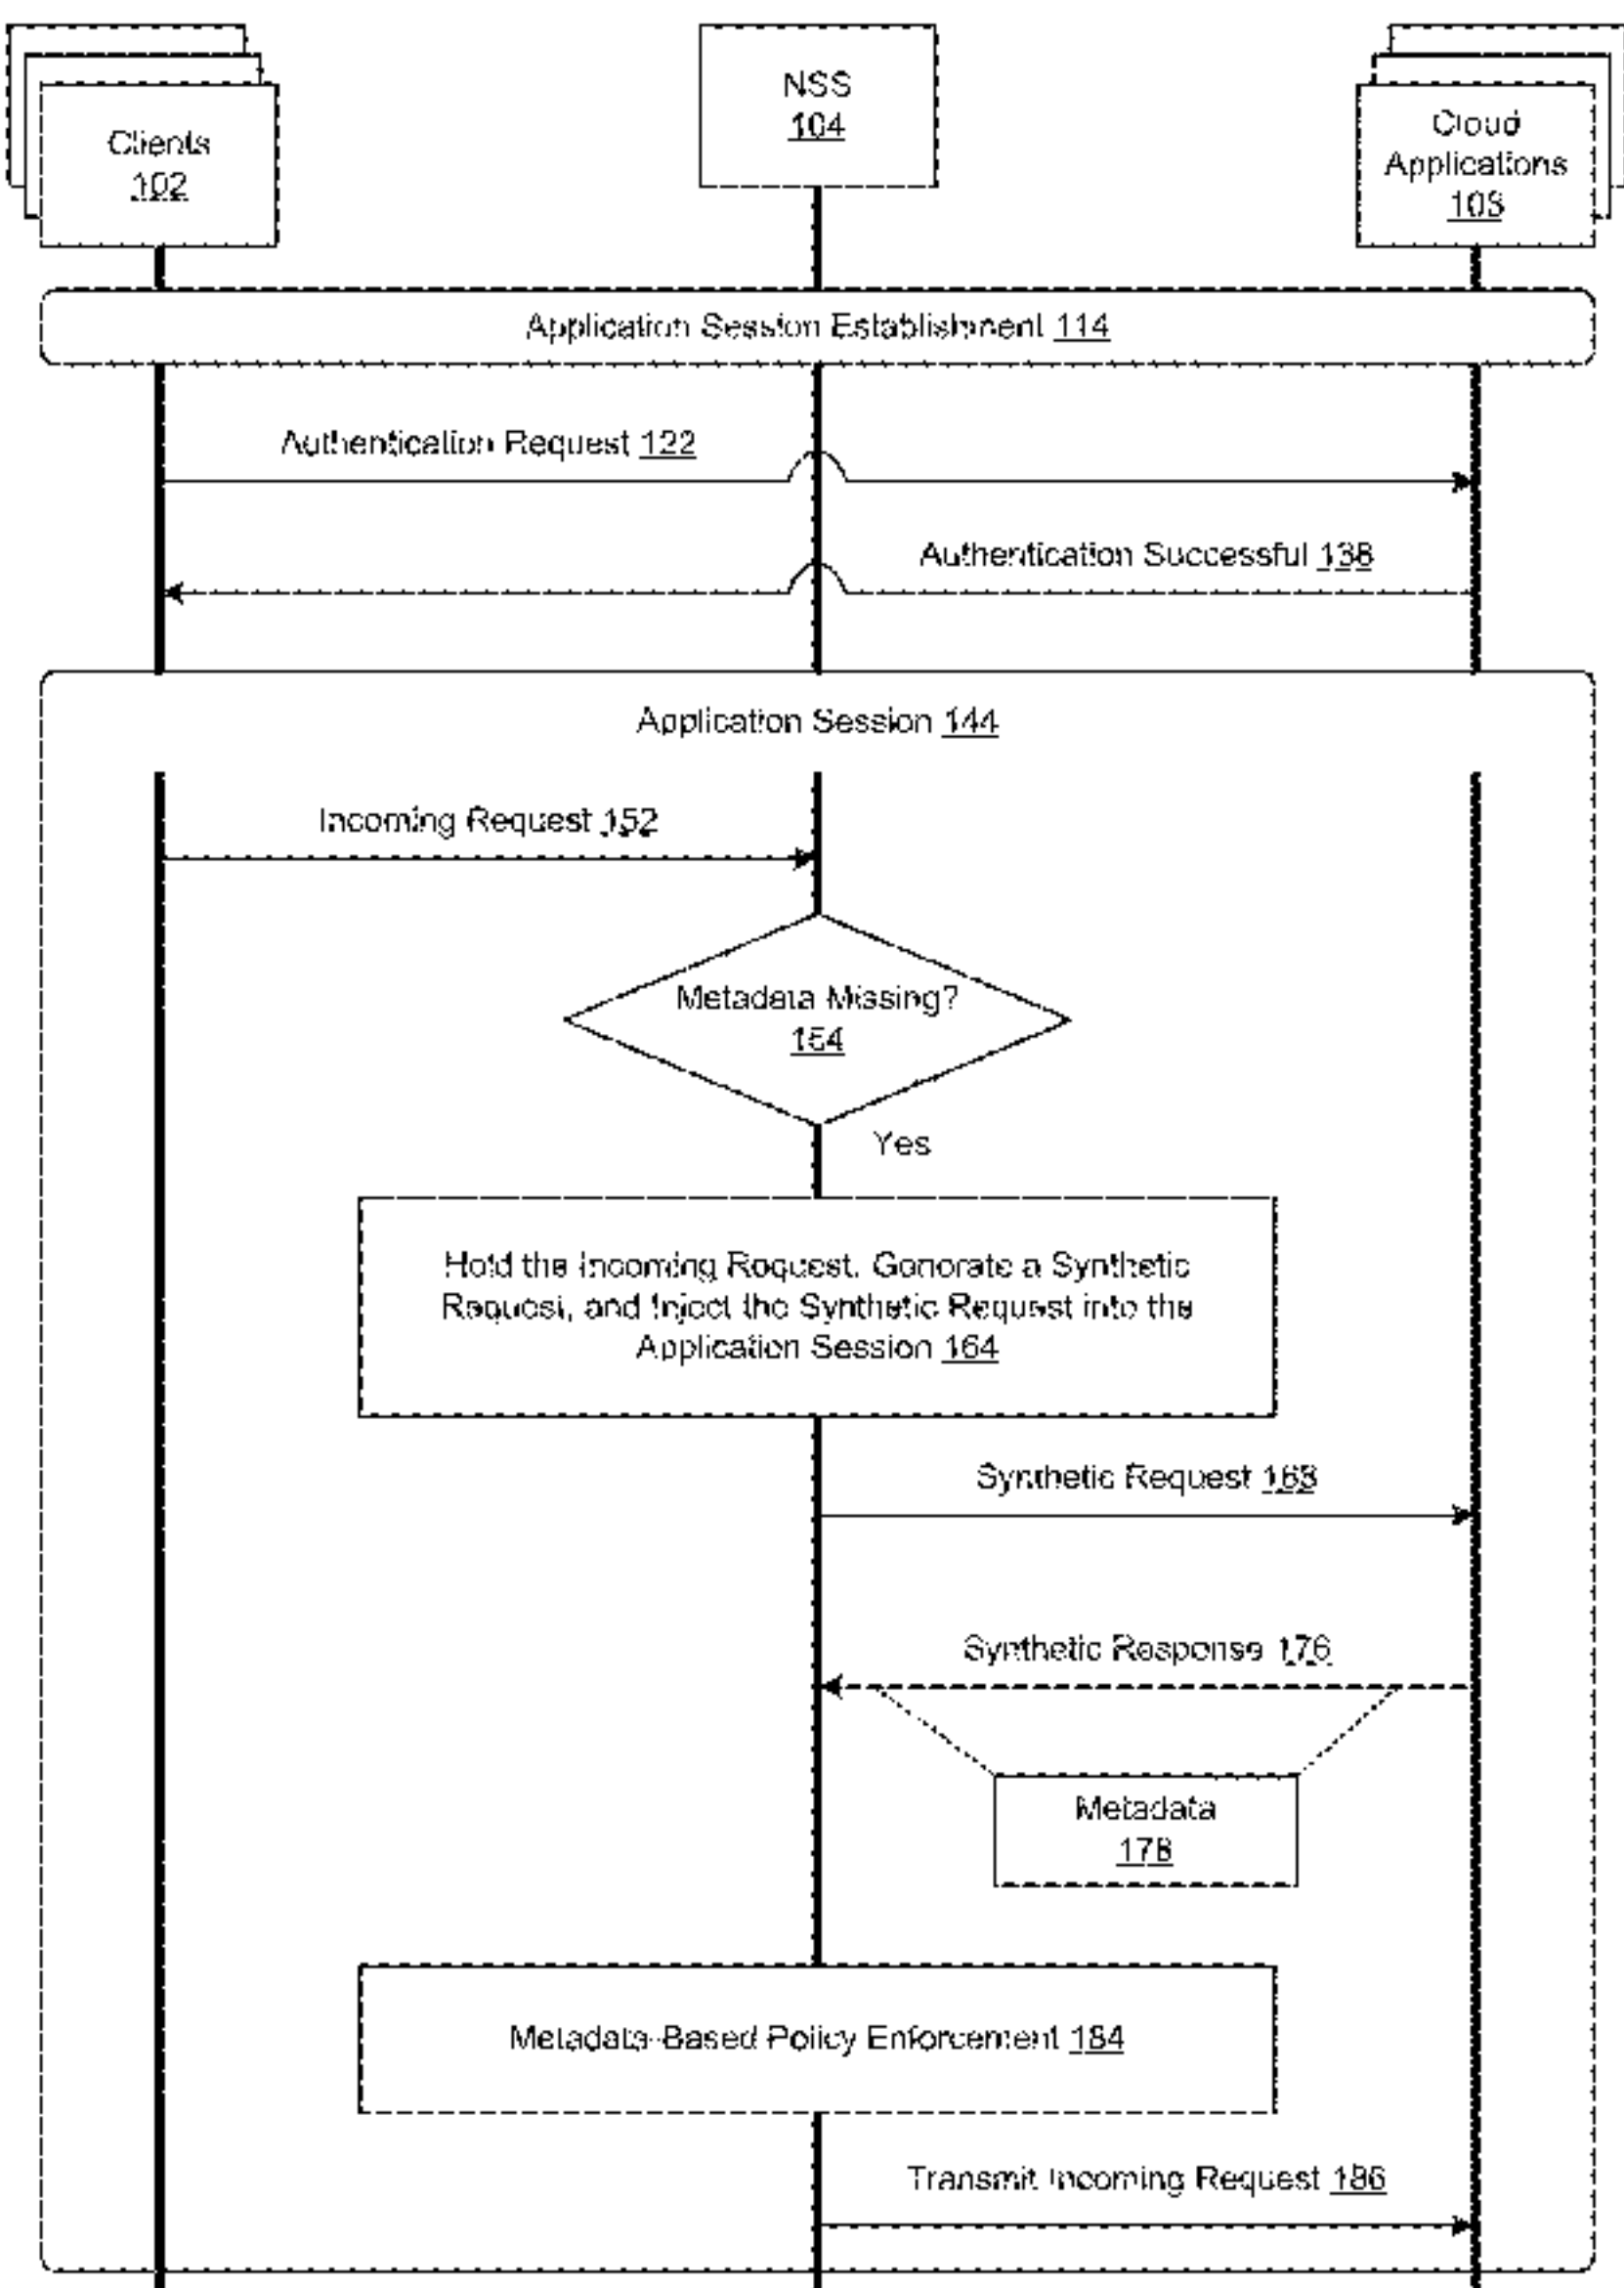 Clients
102
NSS
104
Cloud
Applications
108
Application Session Establishment 114
Authentication Request 122
Authentication Successful 138
Application Session 144
Incoming Request 152
Metadata Missing?
154
Yes
Hold the Incoming Request, Generate a Synthetic
Request, and Inject the Synthetic Request into the
Application Session 164
Synthetic Request 168
Synthetic Response 176
Metadata
178
Metadata-Based Policy Enforcement 184
Transmit Incoming Request 186